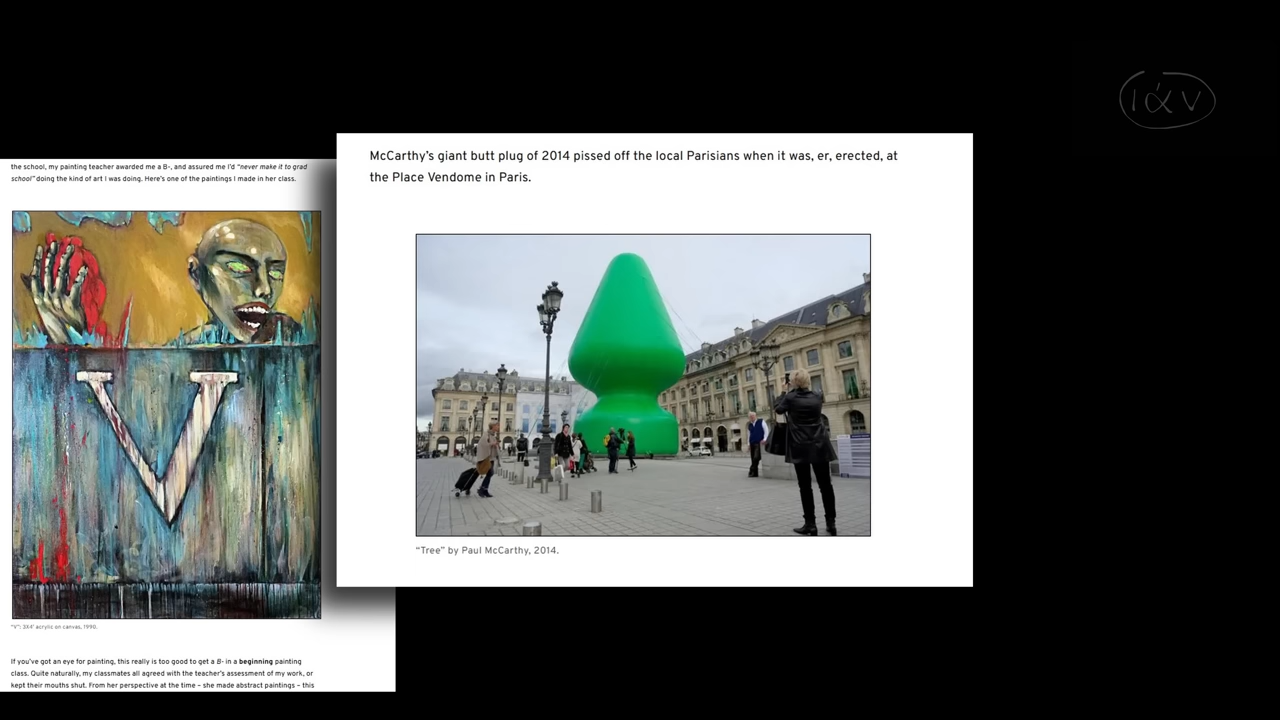 the school, my painting teacher awarded me a B-, and assured me I'd "never make it to grad
school" doing the kind of art I was doing. Here's one of the paintings I made in her class.
V
"V": 3X4' acrylic on canvas, 1990.
If you've got an eye for painting, this really is too good to get a B- in a beginning painting
class. Quite naturally, my classmates all agreed with the teacher's assessment of my work, or
kept their mouths shut. From her perspective at the time – she made abstract paintings – this
McCarthy's giant butt plug of 2014 pissed off the local Parisians when it was, er, erected, at
the Place Vendome in Paris.
"Tree" by Paul McCarthy, 2014.